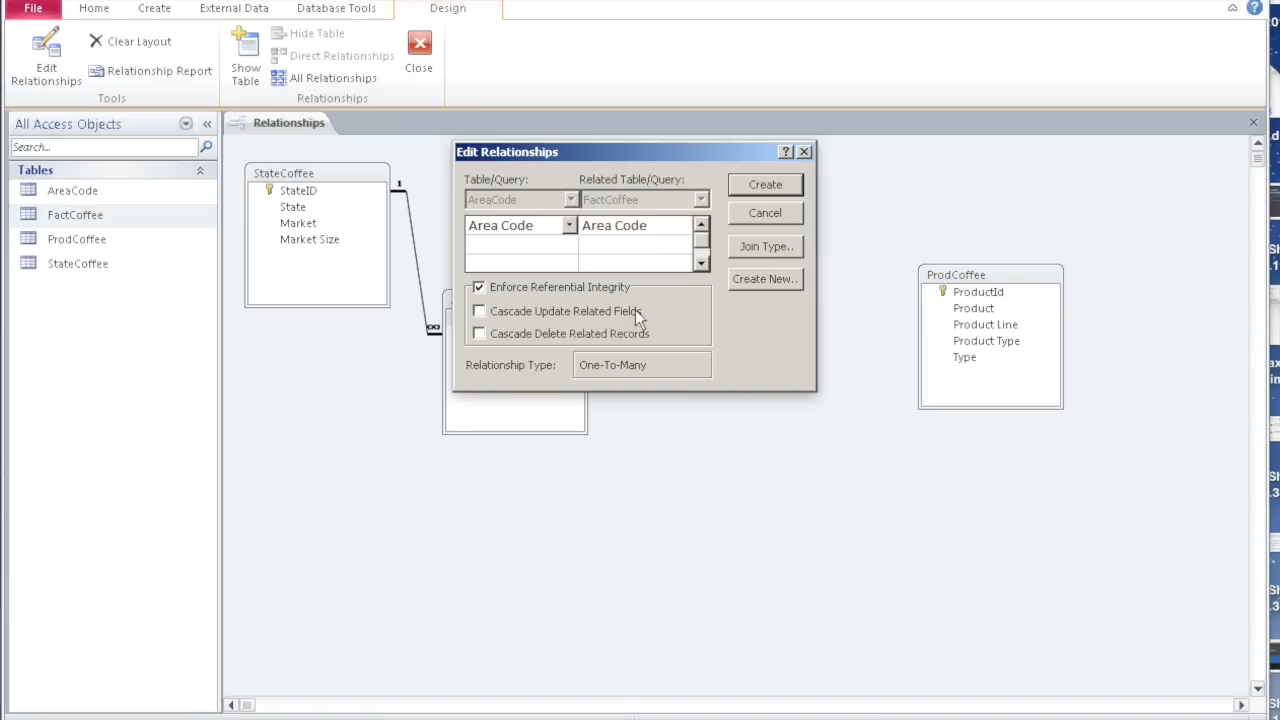 File Home Create External Data Database Tools Design
Edit Relationships
Clear Layout
Relationship Report
Tools
Show Table
Hide Table
Direct Relationships
All Relationships
Relationships
Close
All Access Objects
Relationships
Search...
Tables
AreaCode
FactCoffee
ProdCoffee
StateCoffee
StateCoffee
StateID
State
Market
Market Size
1
∞
Edit Relationships
Table/Query: Related Table/Query:
AreaCode FactCoffee
Area Code Area Code
Enforce Referential Integrity
Cascade Update Related Fields
Cascade Delete Related Records
Relationship Type: One-To-Many
Create
Cancel
Join Type..
Create New..
ProdCoffee
ProductId
Product
Product Line
Product Type
Type